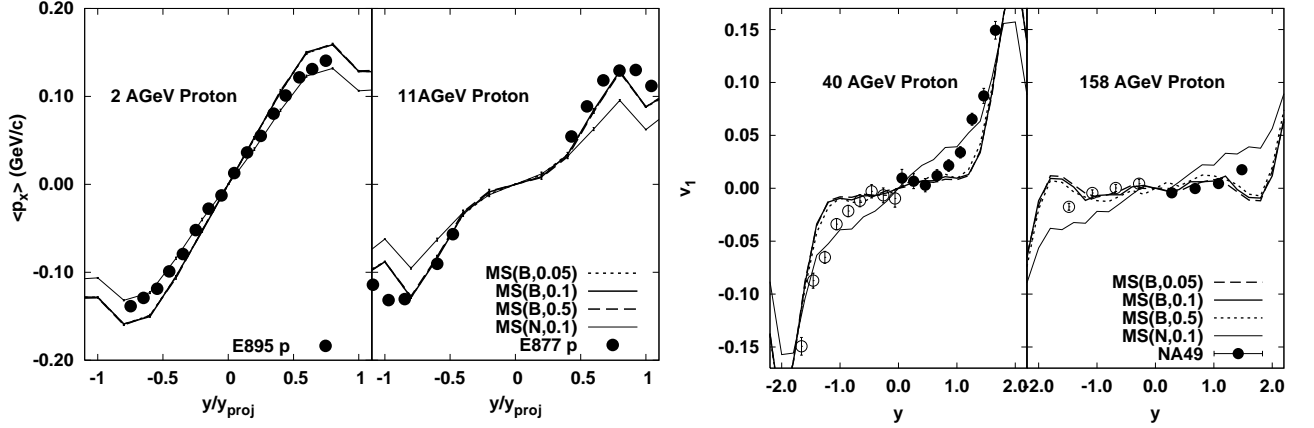 0.20
0.10
0.00
-0.10
-0.20
<pₓ> (GeV/c)
2 AGeV Proton
E895 p
-1 -0.5 0 0.5 1
y/y_proj
11AGeV Proton
MS(B,0.05)
MS(B,0.1)
MS(B,0.5)
MS(N,0.1)
E877 p
-1 -0.5 0 0.5 1
y/y_proj
0.15
0.10
0.05
0.00
-0.05
-0.10
-0.15
v₁
40 AGeV Proton
-2.0 -1.0 0.0 1.0 2.0
y
158 AGeV Proton
MS(B,0.05)
MS(B,0.1)
MS(B,0.5)
MS(N,0.1)
NA49
-2.0 -1.0 0.0 1.0 2.0
y